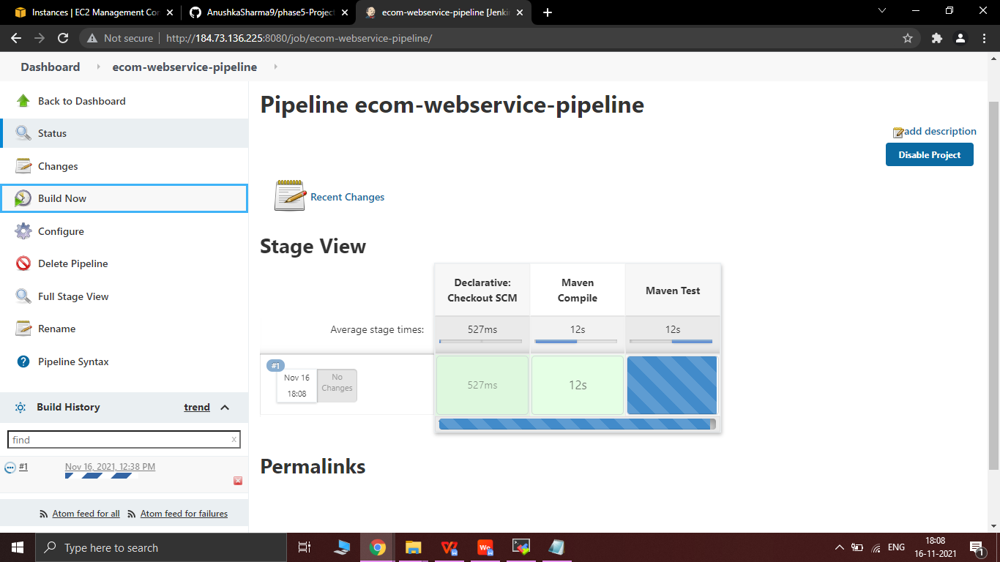 Instances | EC2 Management Con
AnushkaSharma9/phase5-Project
ecom-webservice-pipeline [Jenki
Not secure
http://184.73.136.225:8080/job/ecom-webservice-pipeline/
Dashboard
ecom-webservice-pipeline
Back to Dashboard
Status
Changes
Build Now
Configure
Delete Pipeline
Full Stage View
Rename
Pipeline Syntax
Build History
trend
find
x
#1
Nov 16, 2021, 12:38 PM
Atom feed for all
Atom feed for failures
Pipeline ecom-webservice-pipeline
add description
Disable Project
Recent Changes
Stage View
Declarative:
Checkout SCM
Maven
Compile
Maven Test
Average stage times:
527ms
12s
12s
#1
Nov 16
18:08
No
Changes
527ms
12s
Permalinks
Type here to search
ENG
18:08
16-11-2021
1